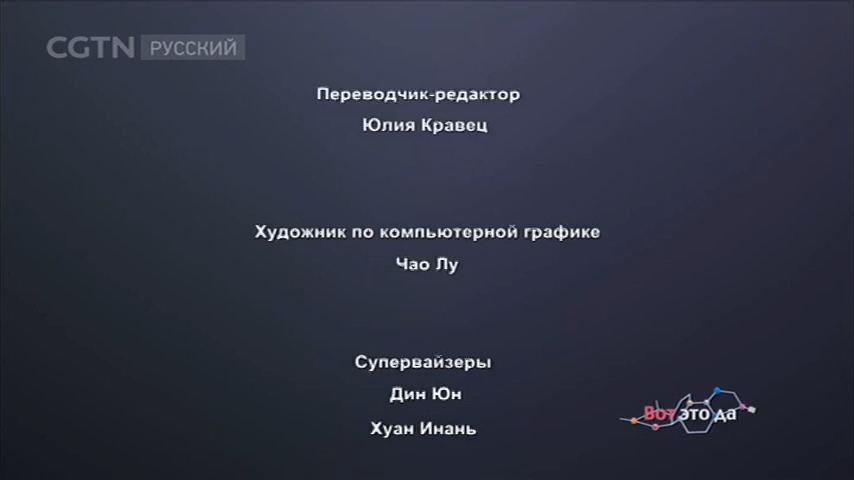 CGTN РУССКИЙ
Переводчик-редактор
Юлия Кравец
Художник по компьютерной графике
Чао Лу
Супервайзеры
Дин Юн
Хуан Инань
Вот это да